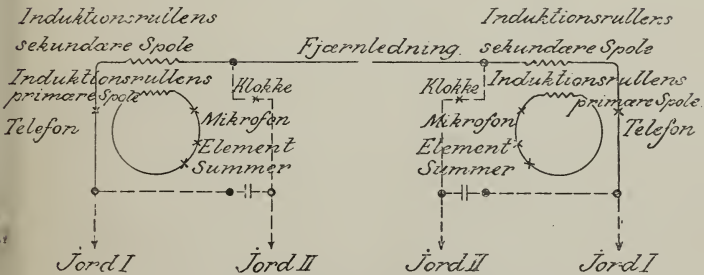 Induktionsrullens
sekundære Spole
Fjærnledning.
Induktionsrullens
sekundære Spole
Induktionsrullens
primære Spole
Klokke
Telefon
Mikrofon
Element
Summer
Klokke
Induktionsrullens
primære Spole.
Mikrofon
Element
Summer
Telefon
Jord I
Jord II
Jord II
Jord I